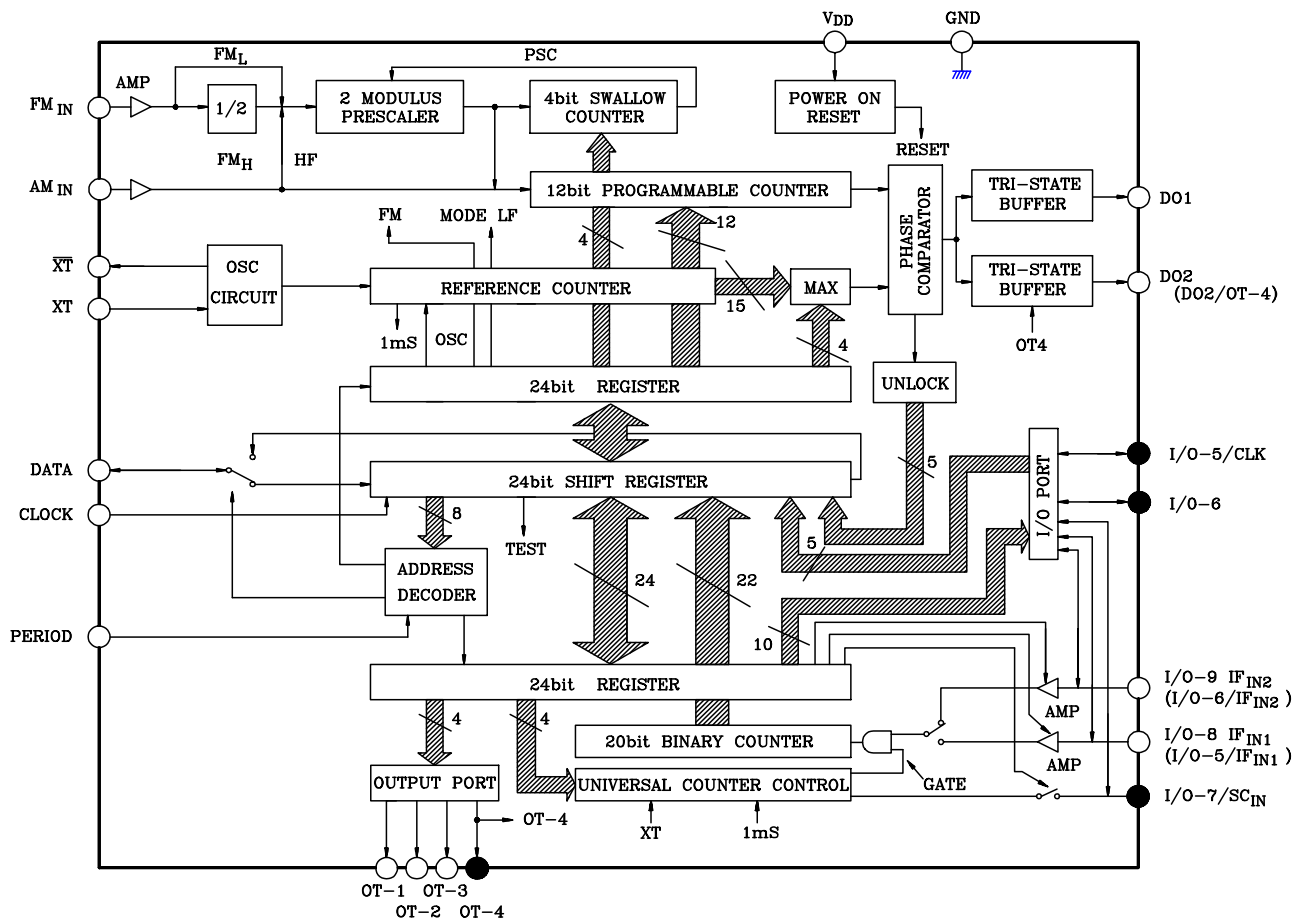 VDD
GND
FML
PSC
AMP
FM IN
1/2
2 MODULUS
PRESCALER
4bit SWALLOW
COUNTER
POWER ON
RESET
RESET
FMH
HF
AM IN
12bit PROGRAMMABLE COUNTER
PHASE
COMPARATOR
TRI-STATE
BUFFER
DO1
FM
MODE LF
4
12
XT
OSC
CIRCUIT
XT
REFERENCE COUNTER
15
MAX
TRI-STATE
BUFFER
DO2
(DO2/OT-4)
1mS
OSC
4
OT4
24bit REGISTER
UNLOCK
DATA
24bit SHIFT REGISTER
5
I/O PORT
I/O-5/CLK
CLOCK
8
TEST
5
I/O-6
ADDRESS
DECODER
24
22
PERIOD
10
24bit REGISTER
AMP
I/O-9 IFIN2
(I/O-6/IFIN2 )
4
4
20bit BINARY COUNTER
AMP
I/O-8 IFIN1
(I/O-5/IFIN1 )
OUTPUT PORT
UNIVERSAL COUNTER CONTROL
GATE
I/O-7/SCIN
OT-4
XT
1mS
OT-1
OT-3
OT-2
OT-4